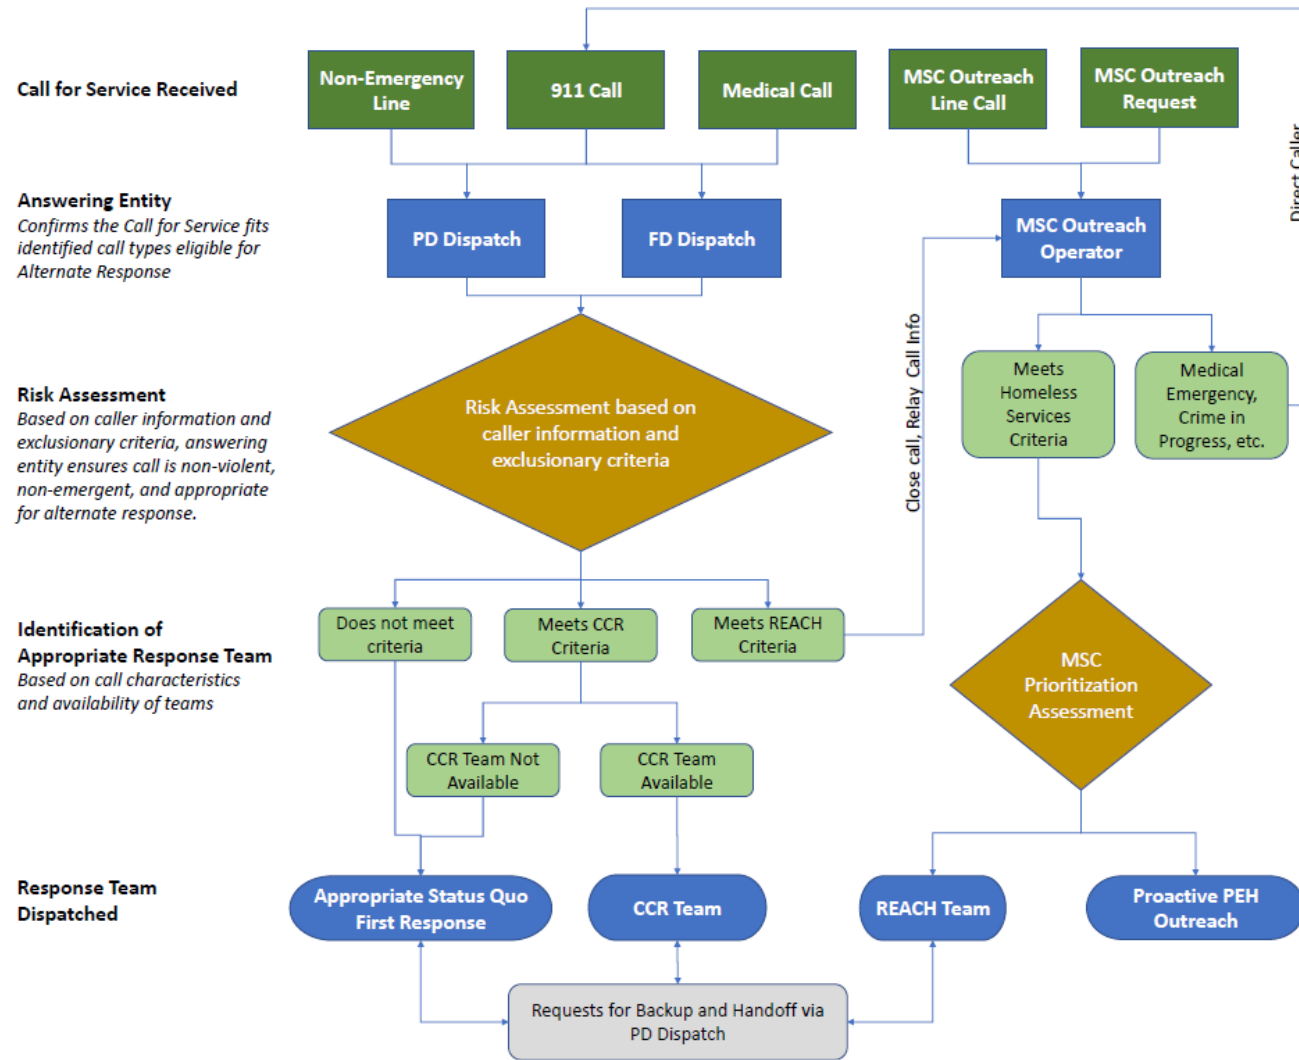 Call for Service Received
Non-Emergency
Line
911 Call
Medical Call
MSC Outreach
Line Call
MSC Outreach
Request
Direct Caller
Answering Entity
Confirms the Call for Service fits
identified call types eligible for
Alternate Response
PD Dispatch
FD Dispatch
MSC Outreach
Operator
Close call, Relay Call Info
Risk Assessment
Based on caller information and
exclusionary criteria, answering
entity ensures call is non-violent,
non-emergent, and appropriate
for alternate response.
Risk Assessment based on
caller information and
exclusionary criteria
Meets
Homeless
Services
Criteria
Medical
Emergency,
Crime in
Progress, etc.
Identification of
Appropriate Response Team
Based on call characteristics
and availability of teams
Does not meet
criteria
Meets CCR
Criteria
Meets REACH
Criteria
MSC
Prioritization
Assessment
CCR Team Not
Available
CCR Team
Available
Response Team
Dispatched
Appropriate Status Quo
First Response
CCR Team
REACH Team
Proactive PEH
Outreach
Requests for Backup and Handoff via
PD Dispatch